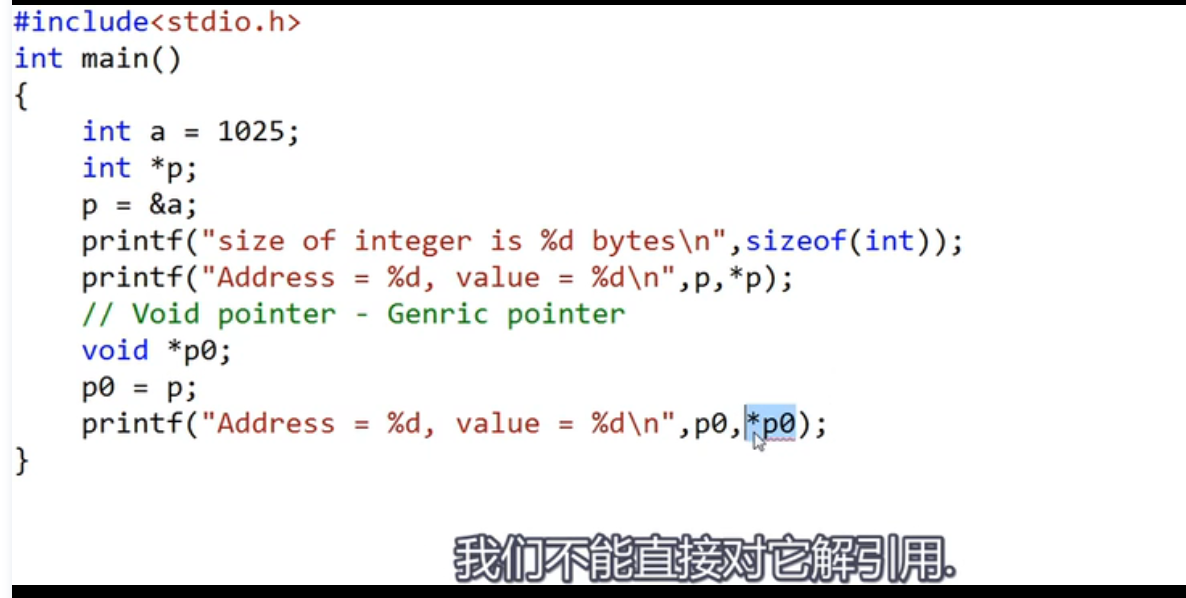 #include<stdio.h>
int main()
{
    int a = 1025;
    int *p;
    p = &a;
    printf("size of integer is %d bytes\n",sizeof(int));
    printf("Address = %d, value = %d\n",p,*p);
    // Void pointer - Genric pointer
    void *p0;
    p0 = p;
    printf("Address = %d, value = %d\n",p0,*p0);
}
我们不能直接对它解引用.